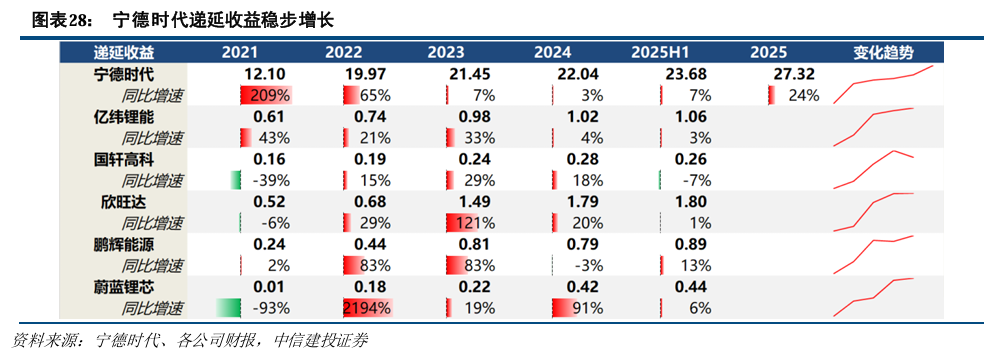 图表28： 宁德时代递延收益稳步增长
递延收益 2021 2022 2023 2024 2025H1 2025 变化趋势
宁德时代 12.10 19.97 21.45 22.04 23.68 27.32
同比增速 209% 65% 7% 3% 7% 24%
亿纬锂能 0.61 0.74 0.98 1.02 1.06
同比增速 43% 21% 33% 4% 3%
国轩高科 0.16 0.19 0.24 0.28 0.26
同比增速 -39% 15% 29% 18% -7%
欣旺达 0.52 0.68 1.49 1.79 1.80
同比增速 -6% 29% 121% 20% 1%
鹏辉能源 0.24 0.44 0.81 0.79 0.89
同比增速 2% 83% 83% -3% 13%
蔚蓝锂芯 0.01 0.18 0.22 0.42 0.44
同比增速 -93% 2194% 19% 91% 6%
资料来源：宁德时代、各公司财报，中信建投证券